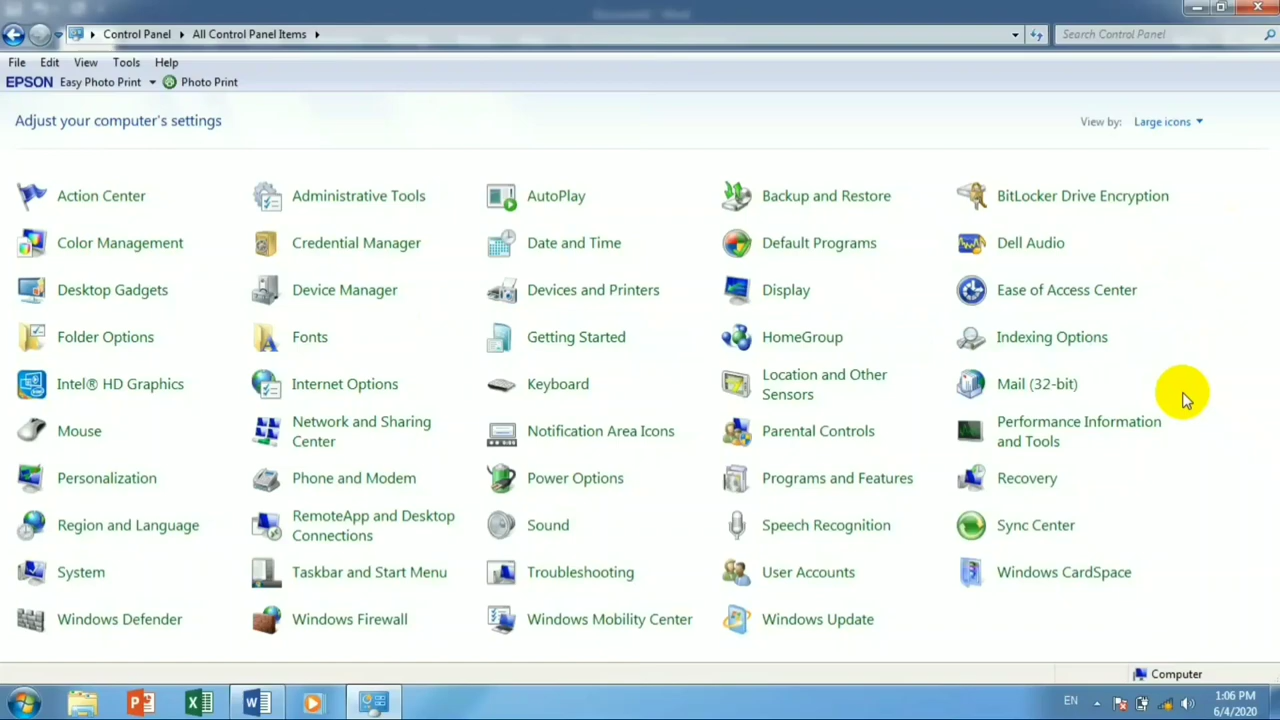 Control Panel
All Control Panel Items
Search Control Panel
File Edit View Tools Help
EPSON Easy Photo Print Photo Print
Adjust your computer's settings
View by: Large icons
Action Center
Administrative Tools
AutoPlay
Backup and Restore
BitLocker Drive Encryption
Color Management
Credential Manager
Date and Time
Default Programs
Dell Audio
Desktop Gadgets
Device Manager
Devices and Printers
Display
Ease of Access Center
Folder Options
Fonts
Getting Started
HomeGroup
Indexing Options
Intel® HD Graphics
Internet Options
Keyboard
Location and Other
Sensors
Mail (32-bit)
Mouse
Network and Sharing
Center
Notification Area Icons
Parental Controls
Performance Information
and Tools
Personalization
Phone and Modem
Power Options
Programs and Features
Recovery
Region and Language
RemoteApp and Desktop
Connections
Sound
Speech Recognition
Sync Center
System
Taskbar and Start Menu
Troubleshooting
User Accounts
Windows CardSpace
Windows Defender
Windows Firewall
Windows Mobility Center
Windows Update
Computer
EN
1:06 PM
6/4/2020